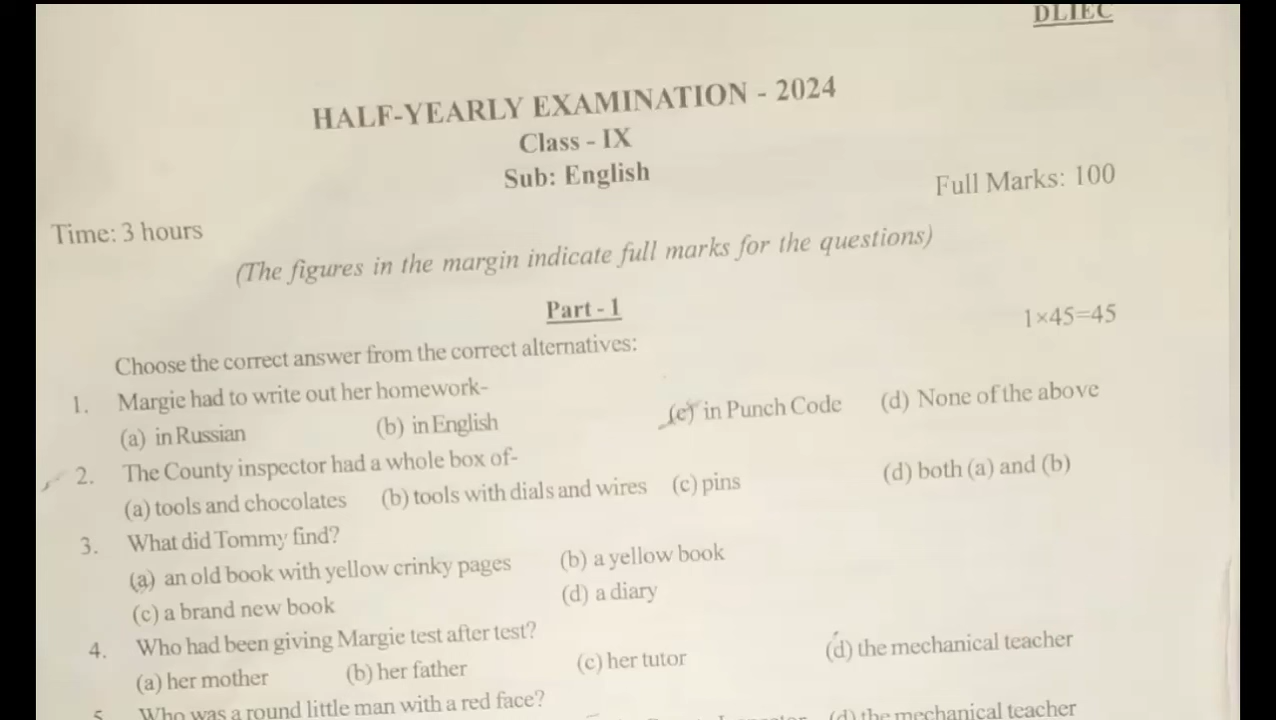 DLIEC
HALF-YEARLY EXAMINATION - 2024
Class - IX
Sub: English
Full Marks: 100
Time: 3 hours
(The figures in the margin indicate full marks for the questions)
Part - 1
1×45=45
Choose the correct answer from the correct alternatives:
1. Margie had to write out her homework-
(a) in Russian (b) in English (c) in Punch Code (d) None of the above
2. The County inspector had a whole box of-
(a) tools and chocolates (b) tools with dials and wires (c) pins (d) both (a) and (b)
3. What did Tommy find?
(a) an old book with yellow crinky pages (b) a yellow book
(c) a brand new book (d) a diary
4. Who had been giving Margie test after test?
(a) her mother (b) her father (c) her tutor (d) the mechanical teacher
5. Who was a round little man with a red face?
(d) the mechanical teacher